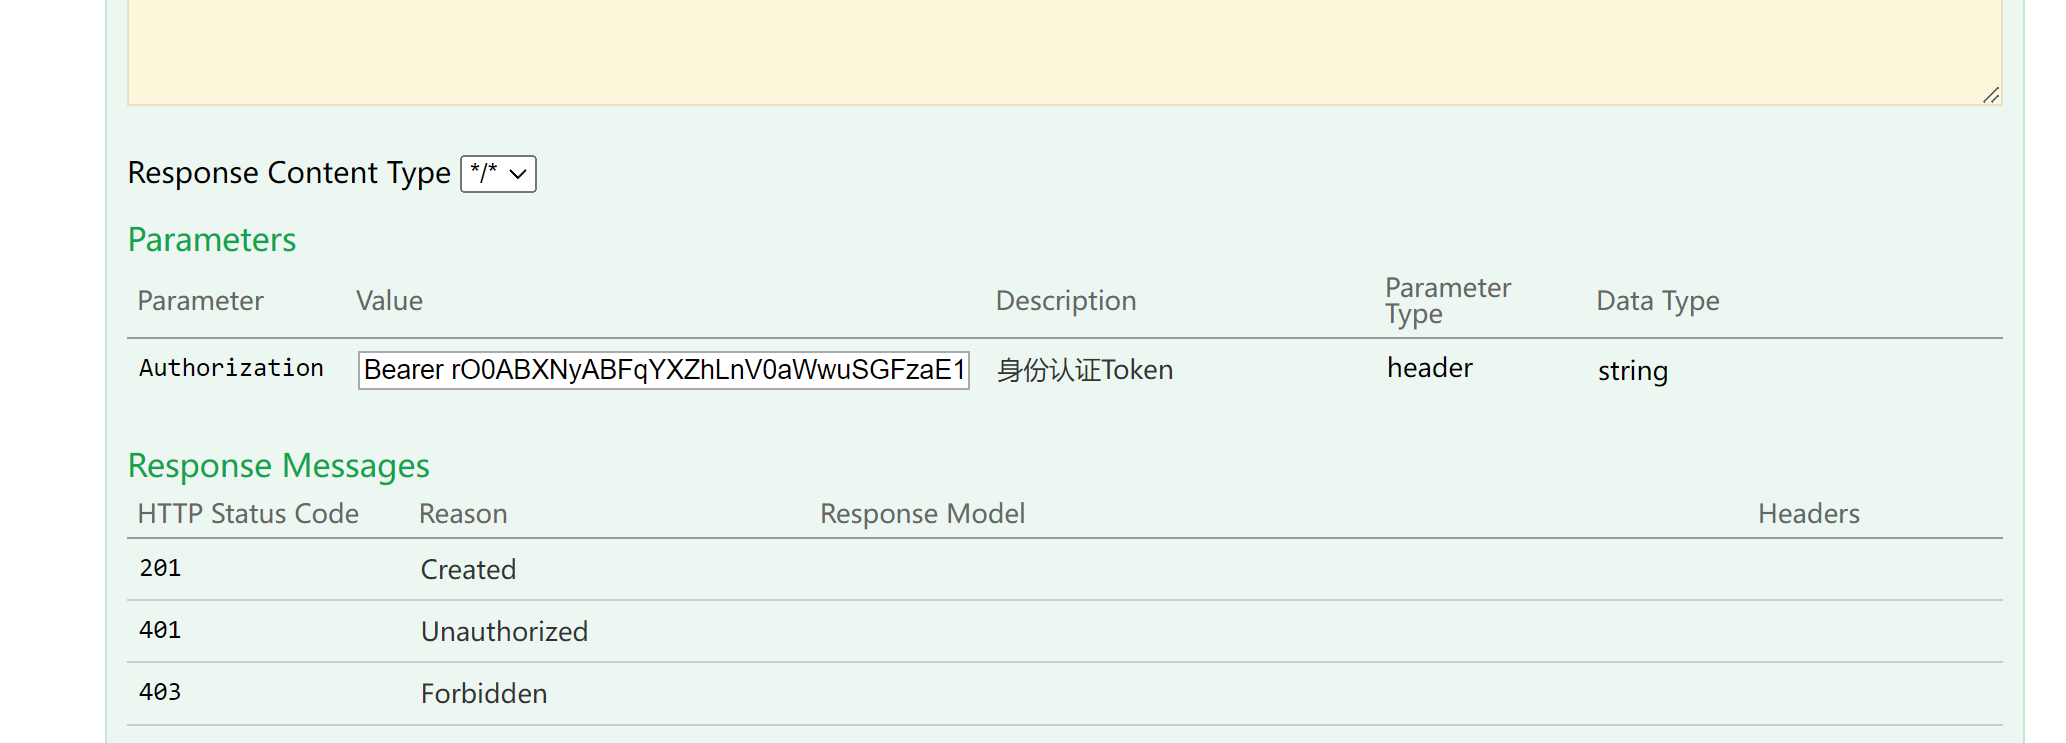 Response Content Type */*
Parameters
Parameter Value Description Parameter Type Data Type
Authorization Bearer rO0ABXNyABFqYXZhLnV0aWwuSGFzaE1 身份认证Token header string
Response Messages
HTTP Status Code Reason Response Model Headers
201 Created
401 Unauthorized
403 Forbidden